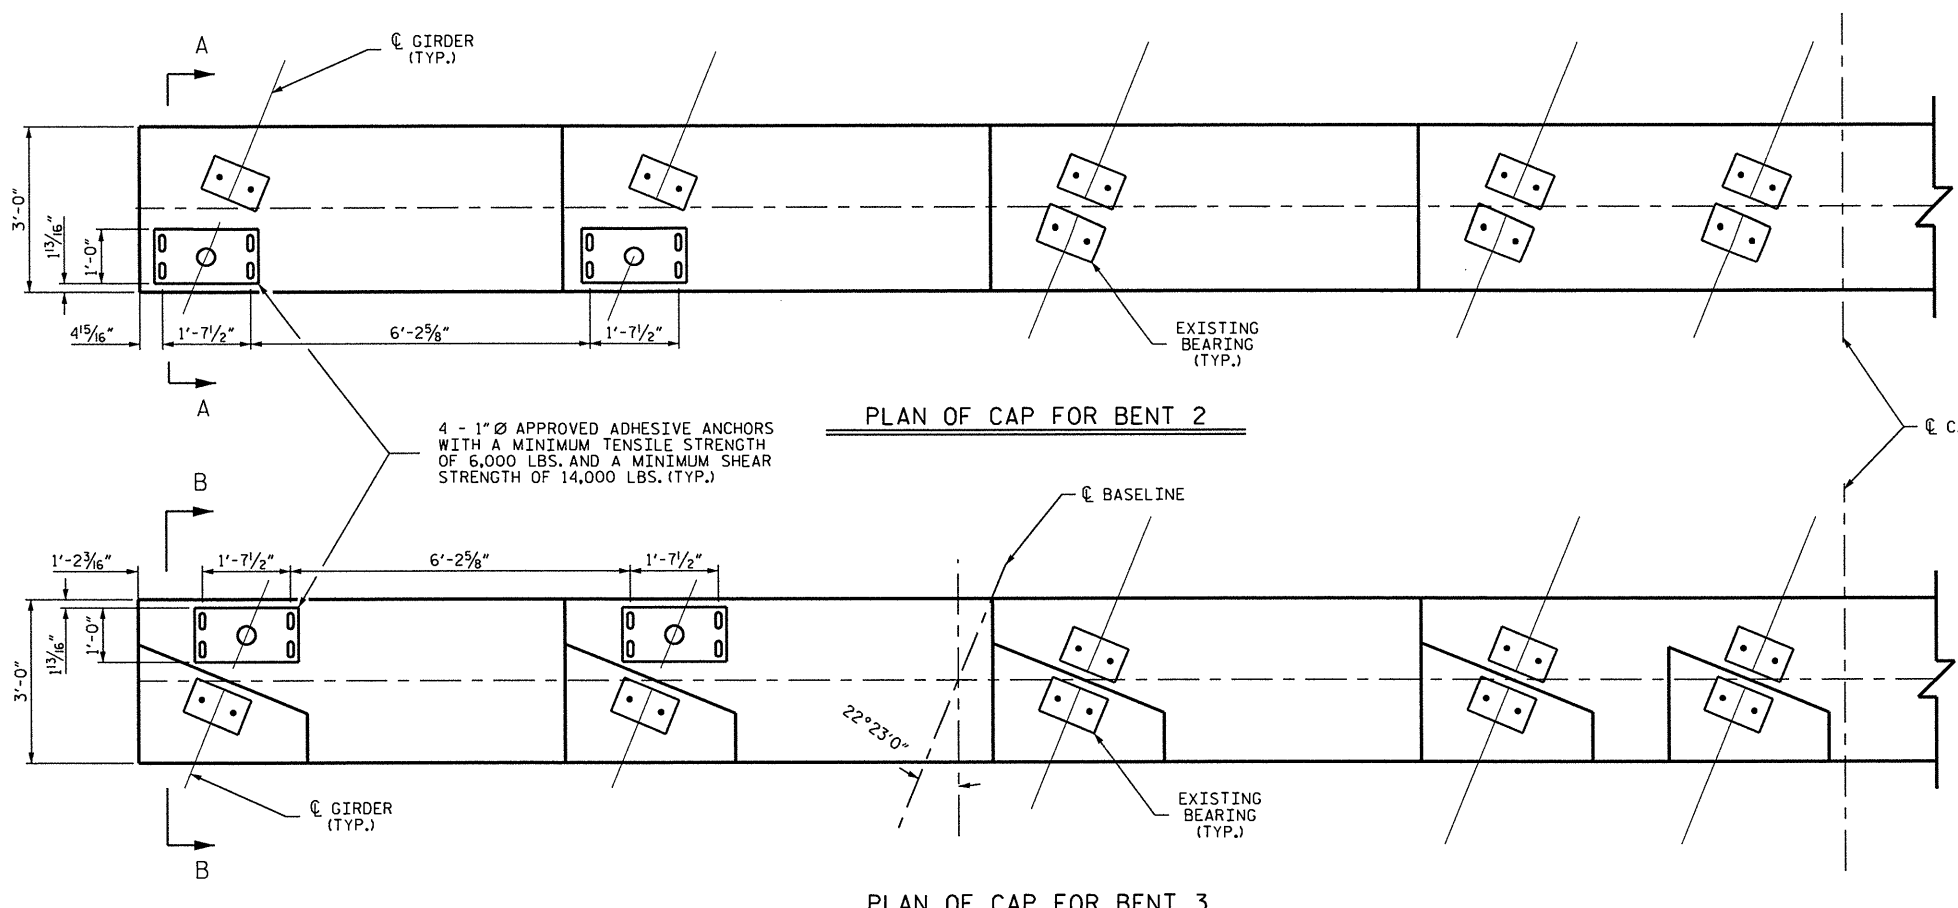 A
℄ GIRDER
(TYP.)
3'-0"
1 13/16"
1'-0"
4 15/16"
1'-7 1/2"
6'-2 5/8"
1'-7 1/2"
A
EXISTING
BEARING
(TYP.)
PLAN OF CAP FOR BENT 2
℄ C
4 - 1" Ø APPROVED ADHESIVE ANCHORS
WITH A MINIMUM TENSILE STRENGTH
OF 6,000 LBS. AND A MINIMUM SHEAR
STRENGTH OF 14,000 LBS. (TYP.)
B
℄ BASELINE
1'-2 3/16"
1'-7 1/2"
6'-2 5/8"
1'-7 1/2"
3'-0"
1 13/16"
1'-0"
22°23'0"
℄ GIRDER
(TYP.)
EXISTING
BEARING
(TYP.)
B
PLAN OF CAP FOR BENT 3